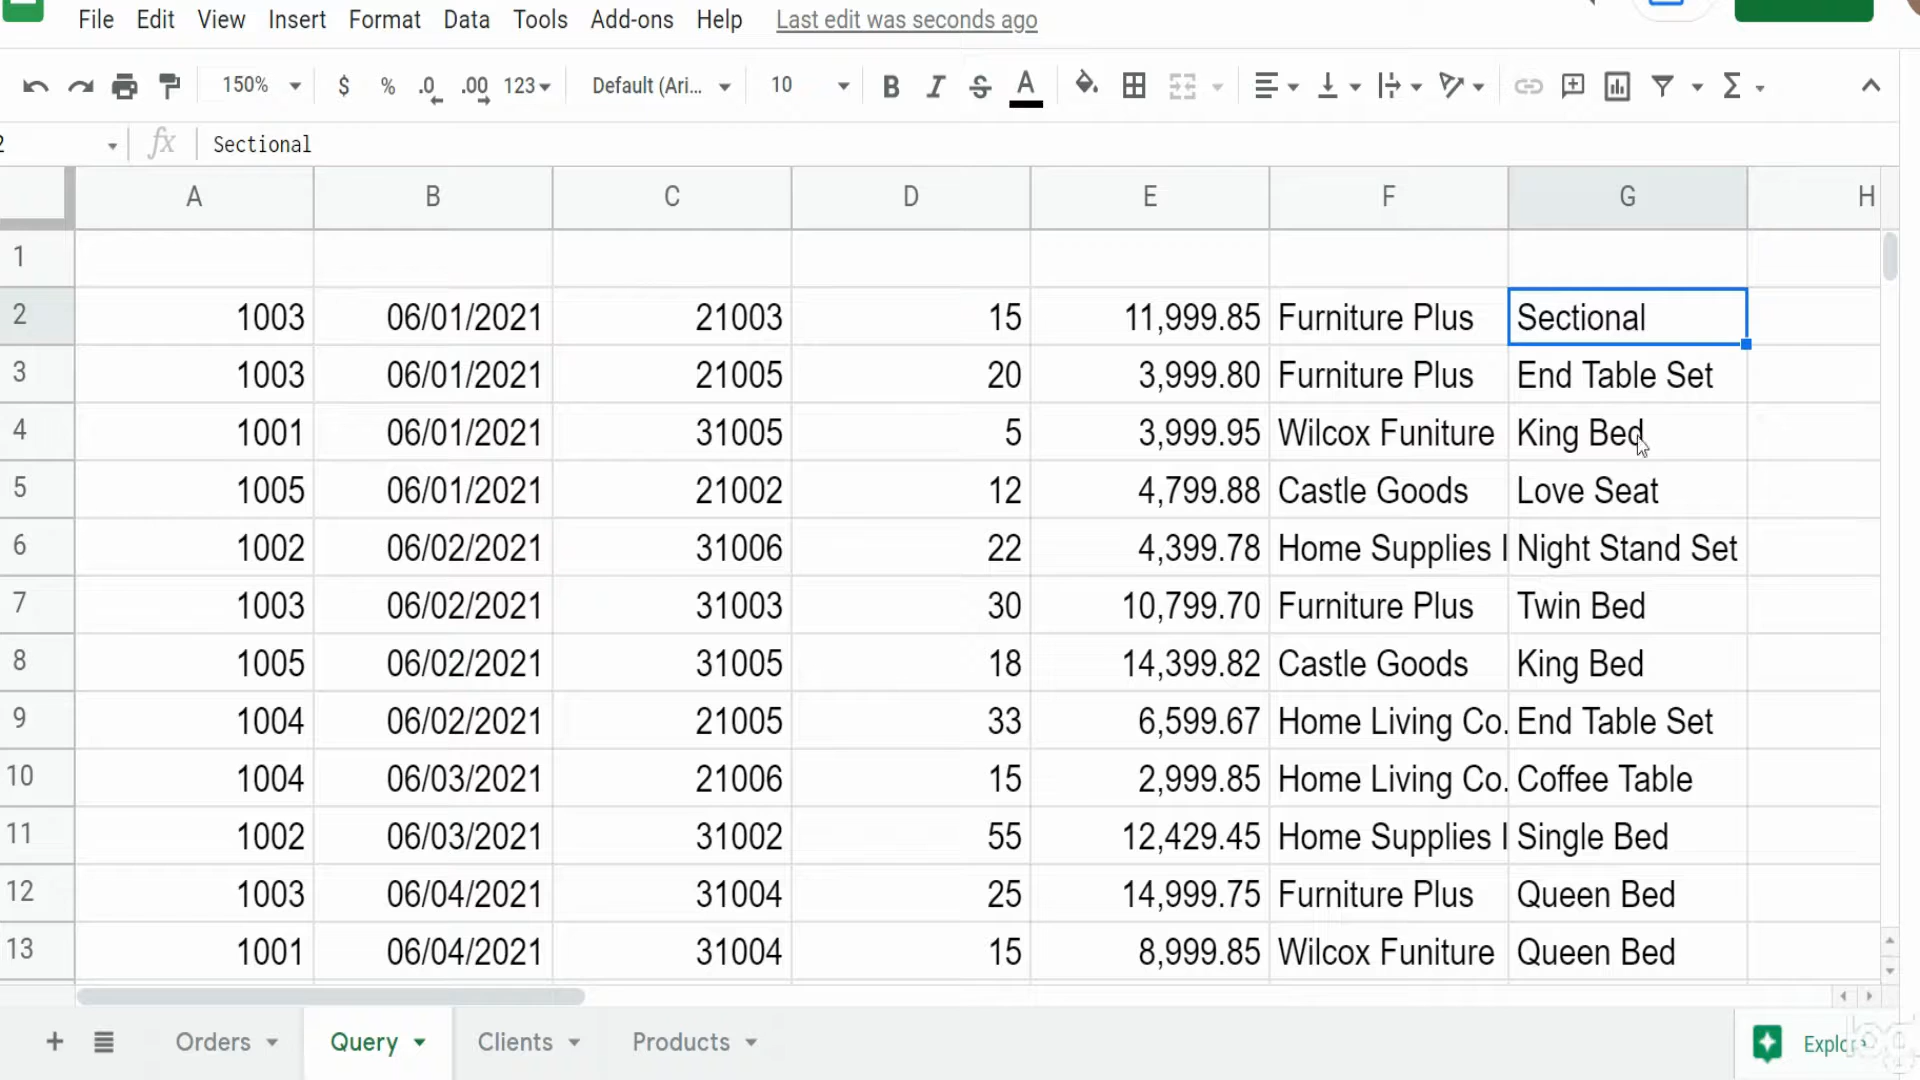 File Edit View Insert Format Data Tools Add-ons Help Last edit was seconds ago
150% $ % .0 .00 123 Default (Ari... 10 B I S A Σ
2 fx Sectional
A B C D E F G H
1
2 1003 06/01/2021 21003 15 11,999.85 Furniture Plus Sectional
3 1003 06/01/2021 21005 20 3,999.80 Furniture Plus End Table Set
4 1001 06/01/2021 31005 5 3,999.95 Wilcox Funiture King Bed
5 1005 06/01/2021 21002 12 4,799.88 Castle Goods Love Seat
6 1002 06/02/2021 31006 22 4,399.78 Home Supplies I Night Stand Set
7 1003 06/02/2021 31003 30 10,799.70 Furniture Plus Twin Bed
8 1005 06/02/2021 31005 18 14,399.82 Castle Goods King Bed
9 1004 06/02/2021 21005 33 6,599.67 Home Living Co. End Table Set
10 1004 06/03/2021 21006 15 2,999.85 Home Living Co. Coffee Table
11 1002 06/03/2021 31002 55 12,429.45 Home Supplies I Single Bed
12 1003 06/04/2021 31004 25 14,999.75 Furniture Plus Queen Bed
13 1001 06/04/2021 31004 15 8,999.85 Wilcox Funiture Queen Bed
+ Orders Query Clients Products Explore